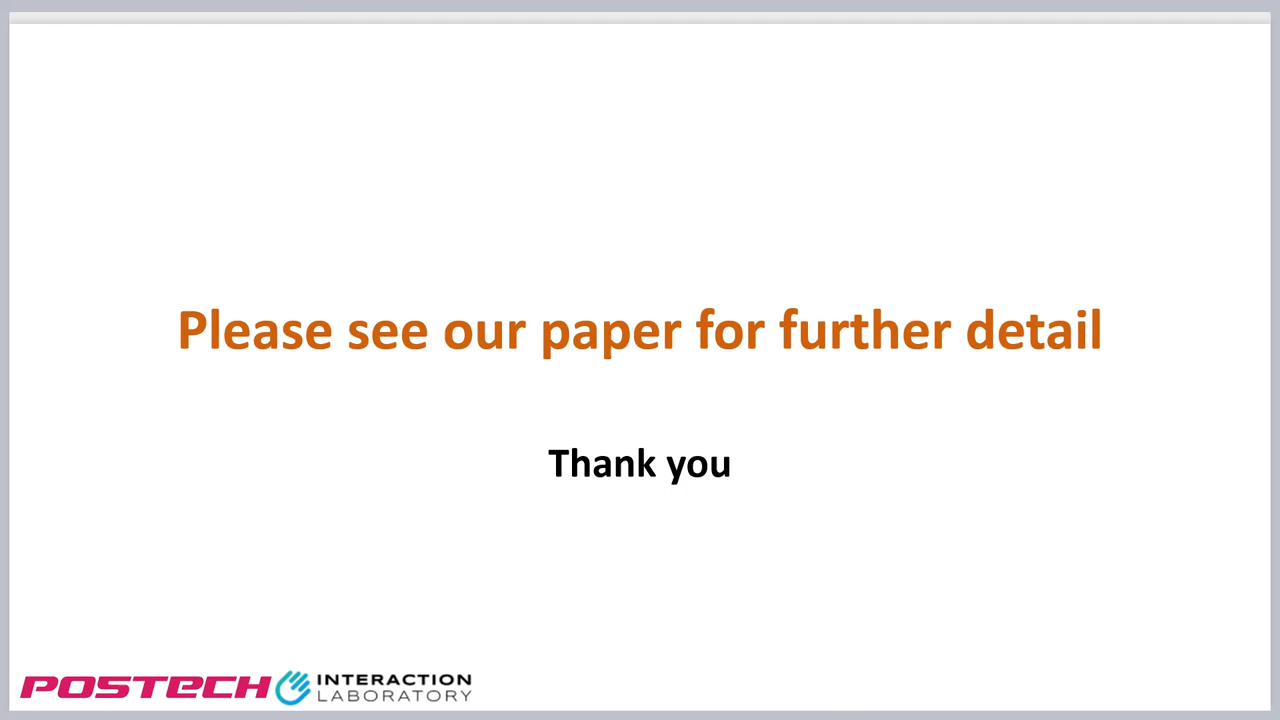 Please see our paper for further detail
Thank you
POSTECH
INTERACTION
LABORATORY